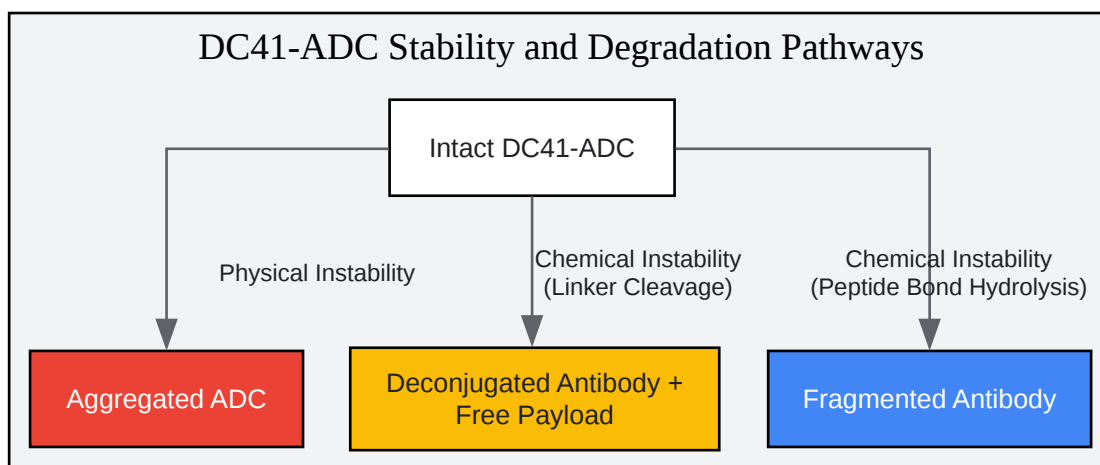 DC41-ADC Stability and Degradation Pathways
Intact DC41-ADC
Physical Instability
Chemical Instability
(Linker Cleavage)
Chemical Instability
(Peptide Bond Hydrolysis)
Aggregated ADC
Deconjugated Antibody +
Free Payload
Fragmented Antibody